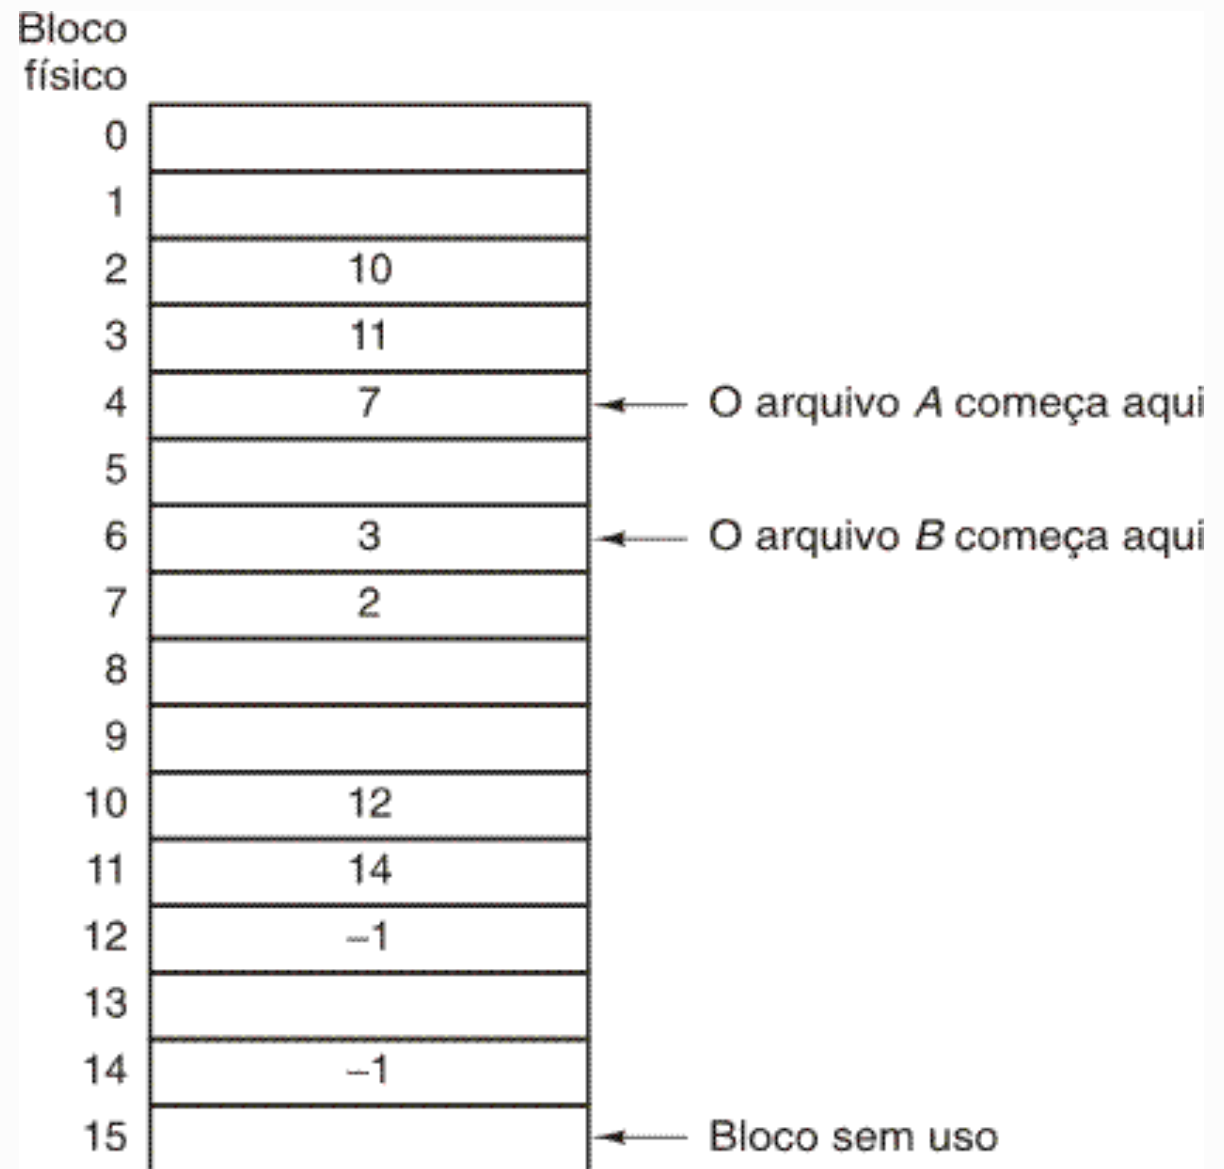 Bloco
físico
0
1
2 10
3 11
4 7 O arquivo A começa aqui
5
6 3 O arquivo B começa aqui
7 2
8
9
10 12
11 14
12 –1
13
14 –1
15 Bloco sem uso